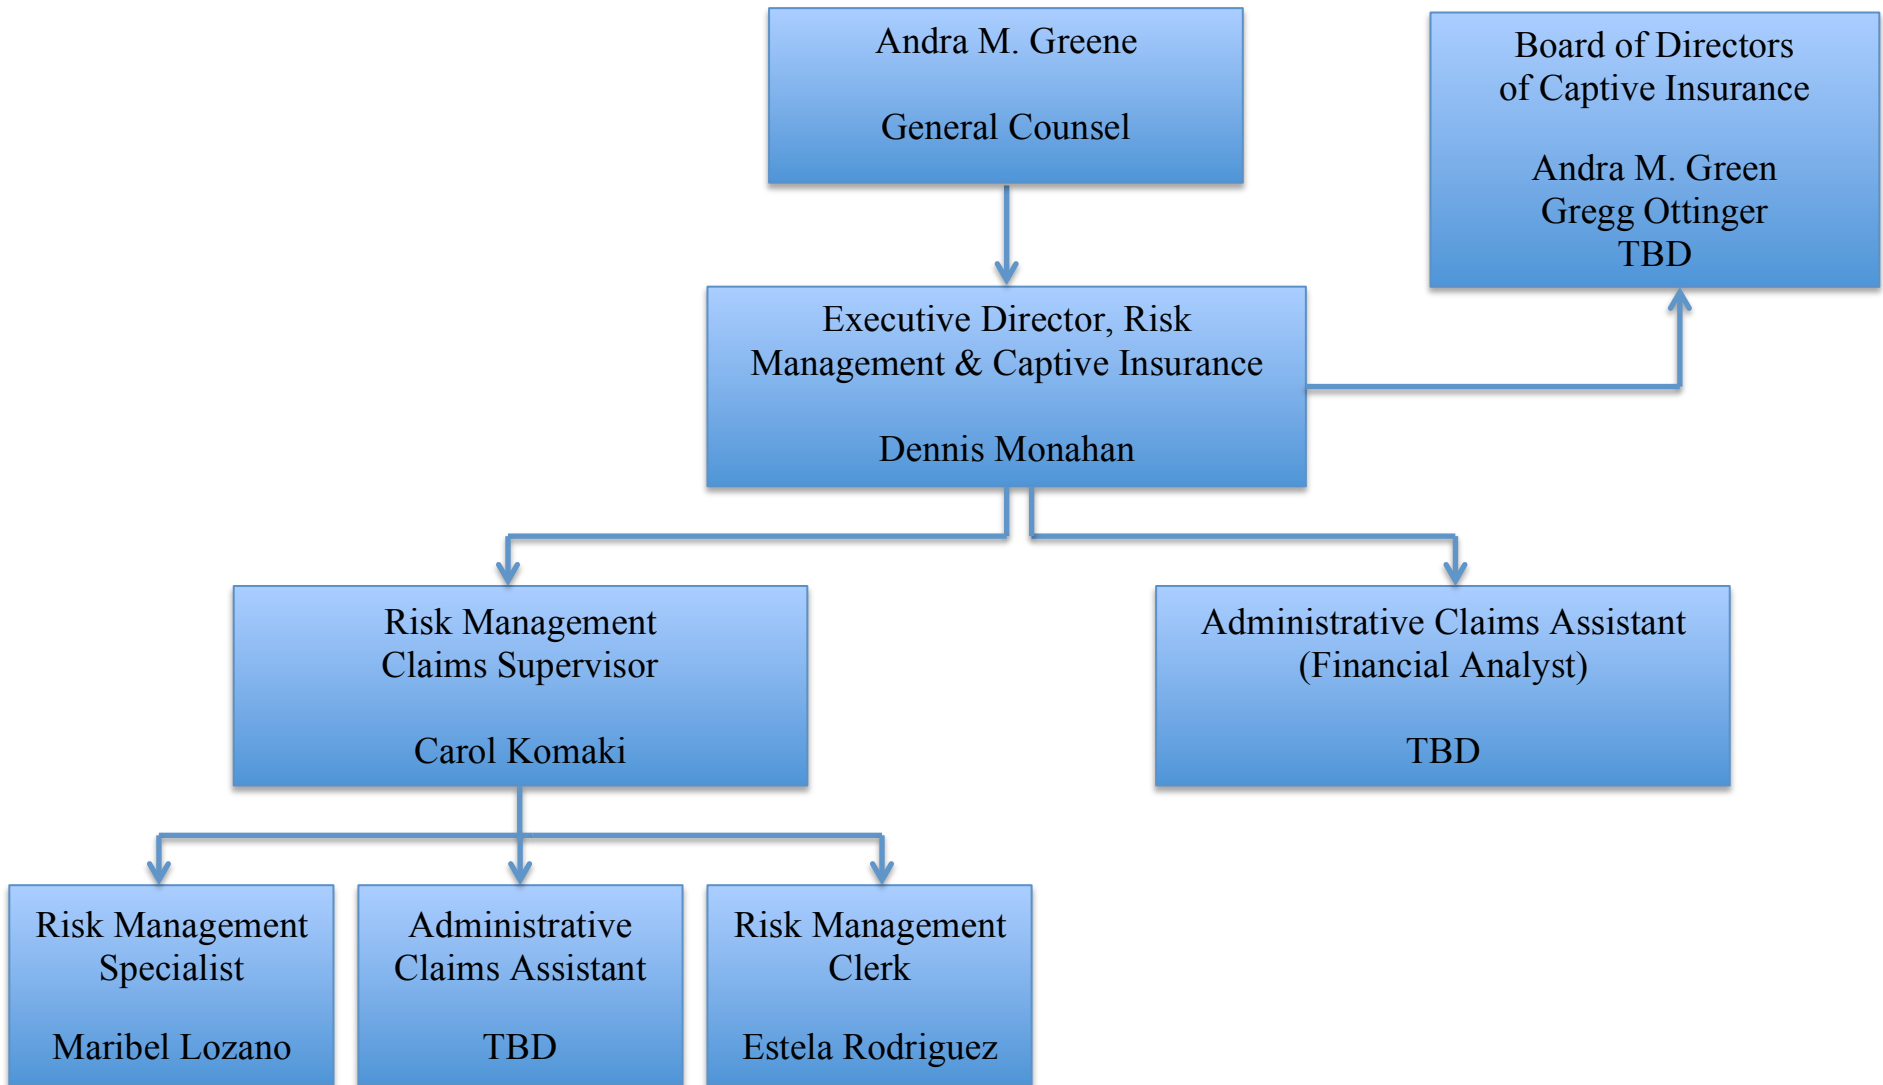 Andra M. Greene
General Counsel
Board of Directors
of Captive Insurance
Andra M. Green
Gregg Ottinger
TBD
Executive Director, Risk
Management & Captive Insurance
Dennis Monahan
Risk Management
Claims Supervisor
Carol Komaki
Administrative Claims Assistant
(Financial Analyst)
TBD
Risk Management
Specialist
Maribel Lozano
Administrative
Claims Assistant
TBD
Risk Management
Clerk
Estela Rodriguez